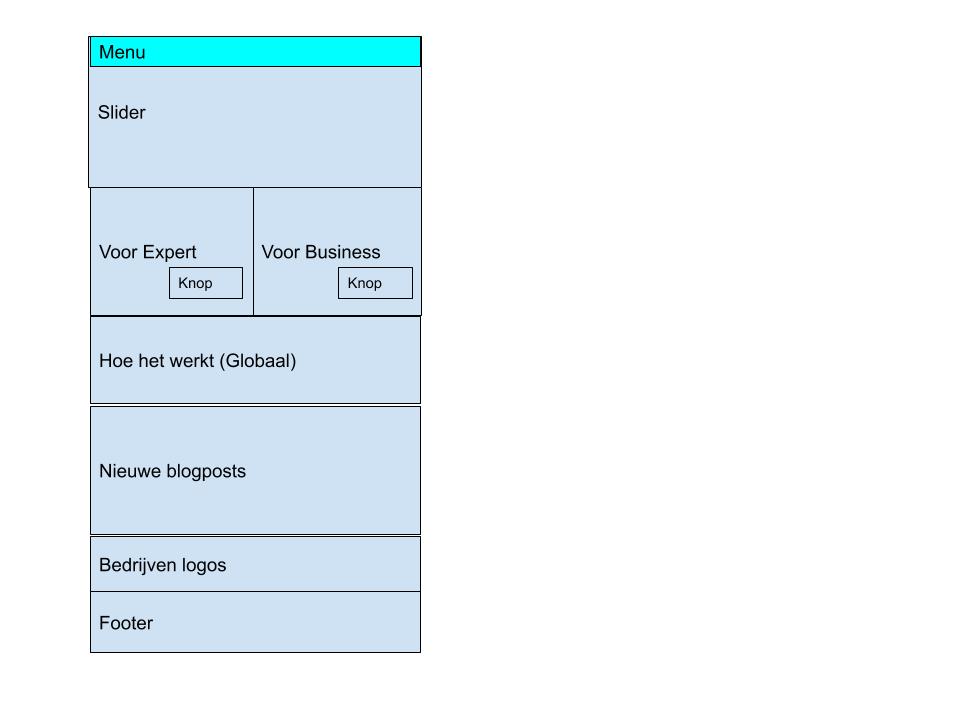 Menu
Slider
Voor Expert
Knop
Voor Business
Knop
Hoe het werkt (Globaal)
Nieuwe blogposts
Bedrijven logos
Footer